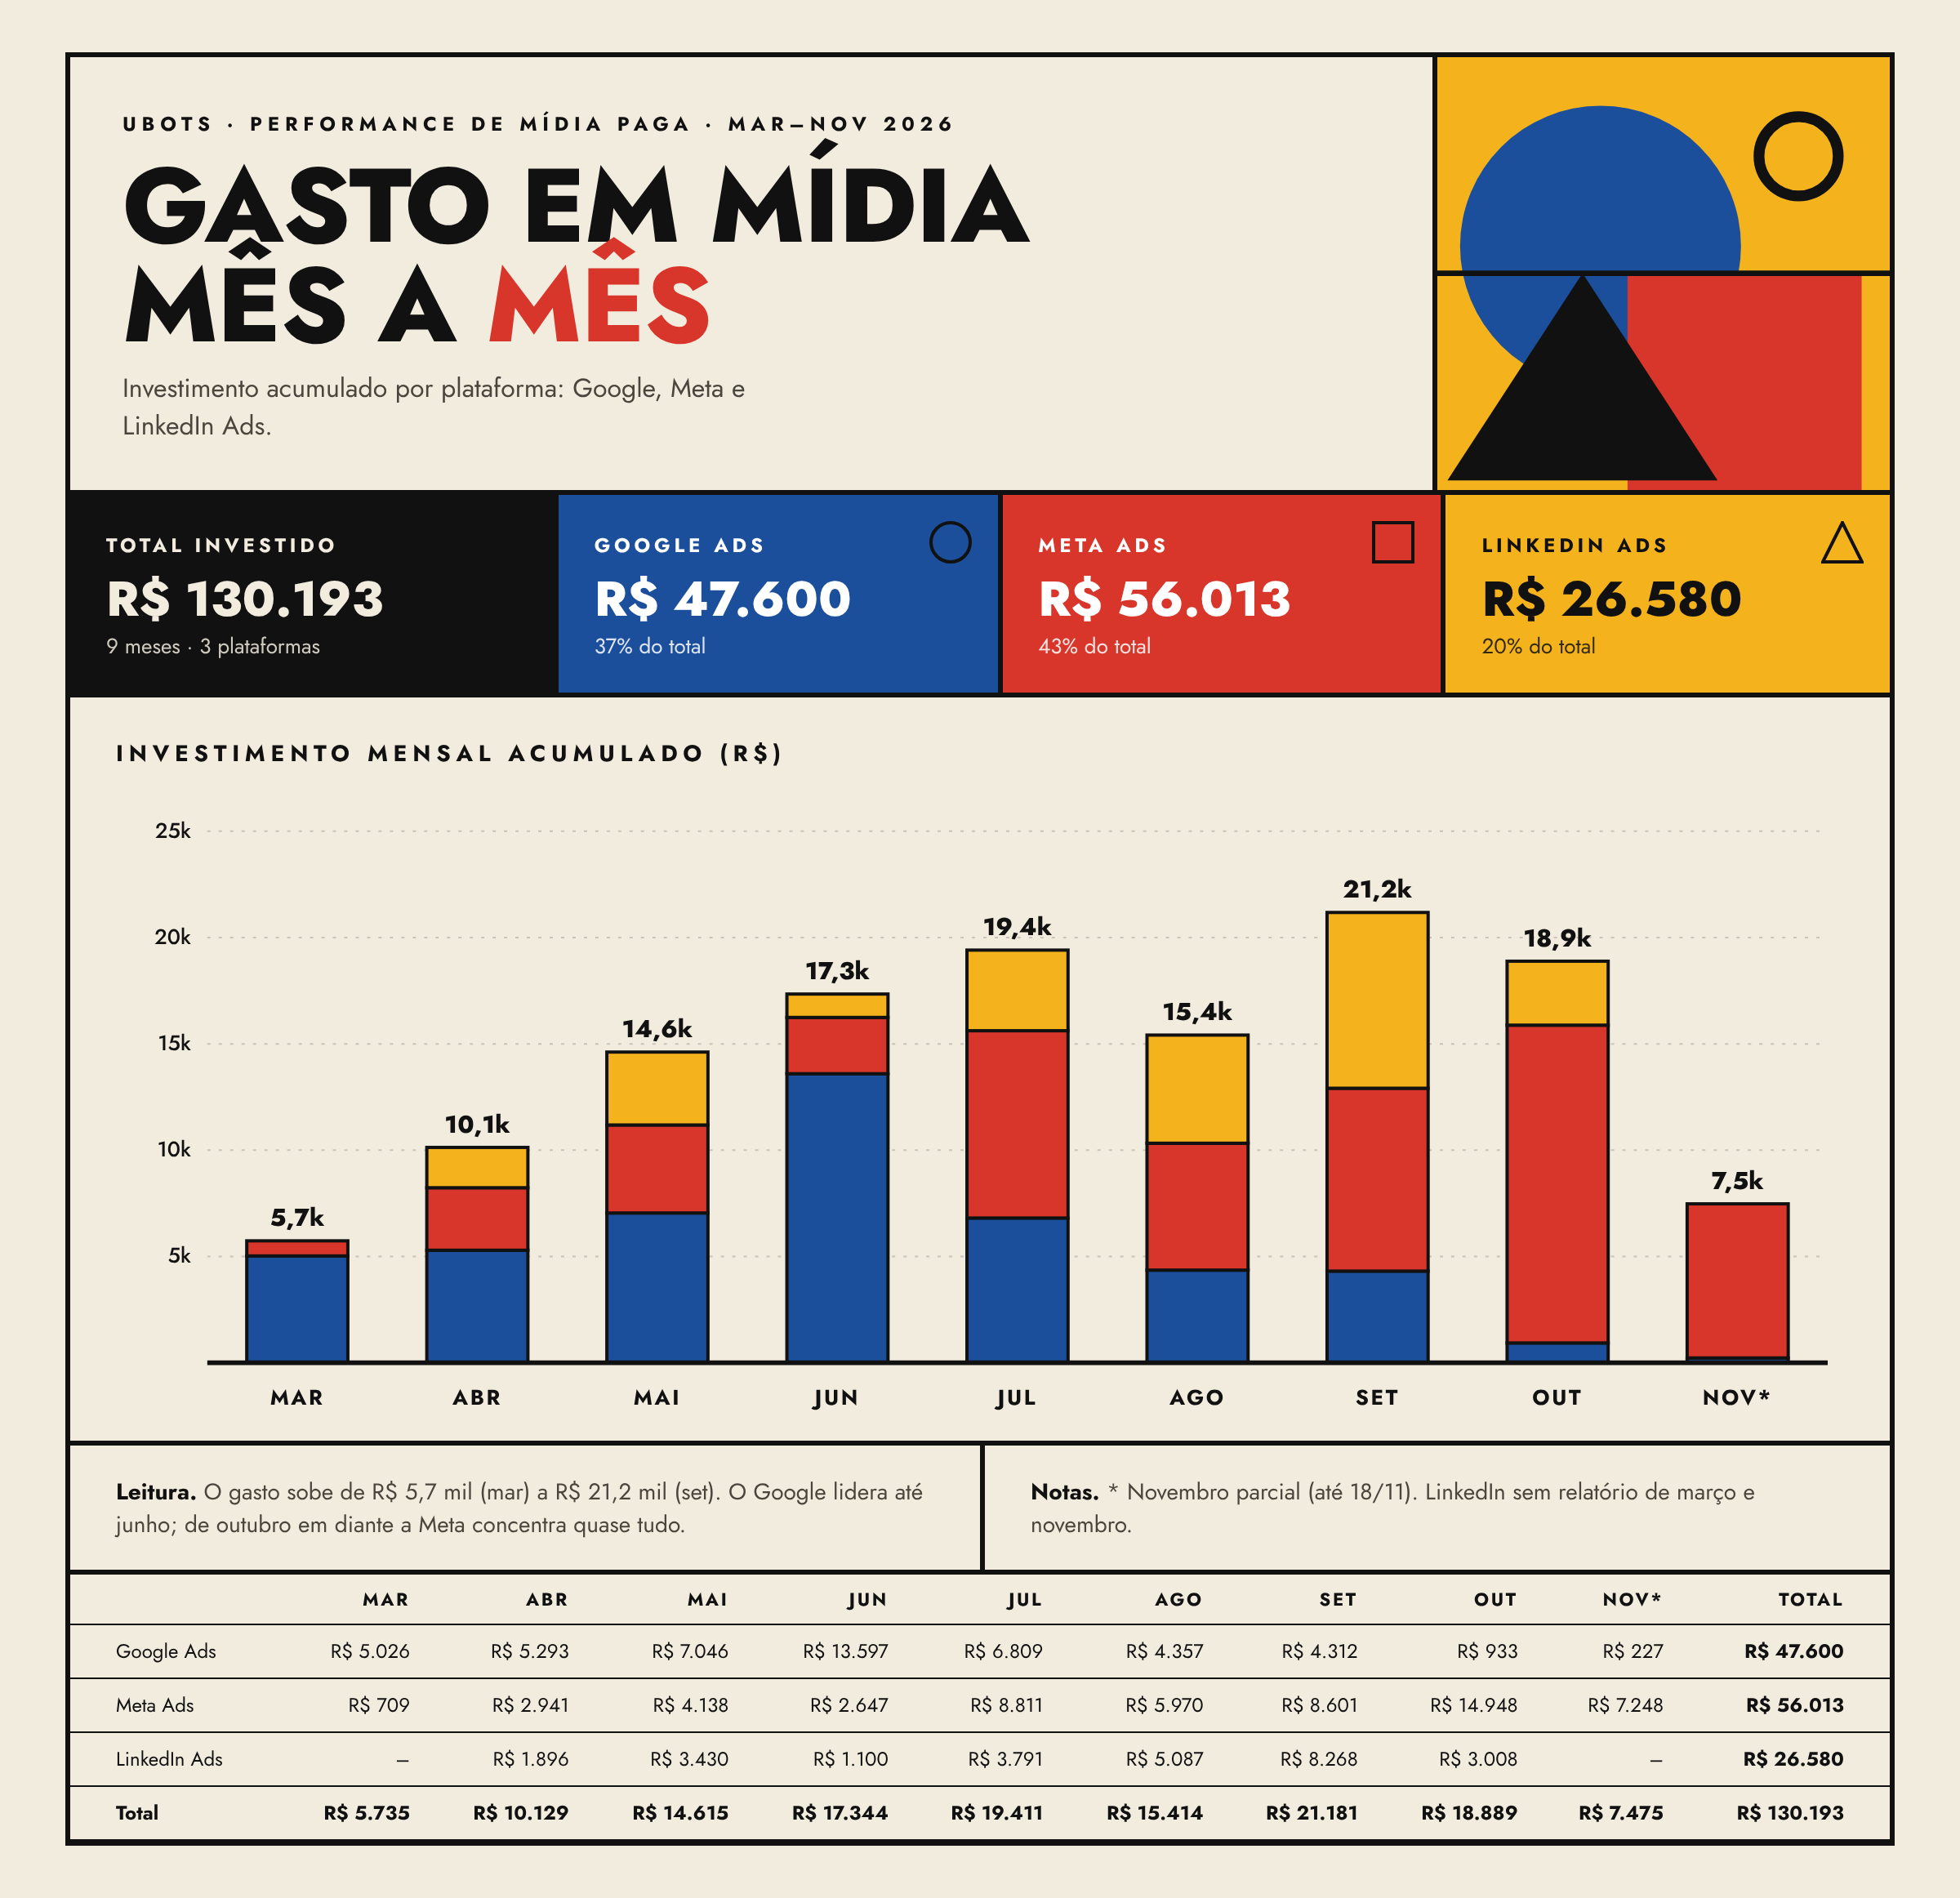 UBOTS · PERFORMANCE DE MÍDIA PAGA · MAR–NOV 2026
GASTO EM MÍDIA
MÊS A MÊS
Investimento acumulado por plataforma: Google, Meta e
LinkedIn Ads.
TOTAL INVESTIDO
R$ 130.193
9 meses · 3 plataformas
GOOGLE ADS
R$ 47.600
37% do total
META ADS
R$ 56.013
43% do total
LINKEDIN ADS
R$ 26.580
20% do total
INVESTIMENTO MENSAL ACUMULADO (R$)
25k
20k
15k
10k
5k
5,7k
10,1k
14,6k
17,3k
19,4k
15,4k
21,2k
18,9k
7,5k
MAR ABR MAI JUN JUL AGO SET OUT NOV*
Leitura. O gasto sobe de R$ 5,7 mil (mar) a R$ 21,2 mil (set). O Google lidera até
junho; de outubro em diante a Meta concentra quase tudo.
Notas. * Novembro parcial (até 18/11). LinkedIn sem relatório de março e
novembro.
MAR ABR MAI JUN JUL AGO SET OUT NOV* TOTAL
Google Ads R$ 5.026 R$ 5.293 R$ 7.046 R$ 13.597 R$ 6.809 R$ 4.357 R$ 4.312 R$ 933 R$ 227 R$ 47.600
Meta Ads R$ 709 R$ 2.941 R$ 4.138 R$ 2.647 R$ 8.811 R$ 5.970 R$ 8.601 R$ 14.948 R$ 7.248 R$ 56.013
LinkedIn Ads – R$ 1.896 R$ 3.430 R$ 1.100 R$ 3.791 R$ 5.087 R$ 8.268 R$ 3.008 – R$ 26.580
Total R$ 5.735 R$ 10.129 R$ 14.615 R$ 17.344 R$ 19.411 R$ 15.414 R$ 21.181 R$ 18.889 R$ 7.475 R$ 130.193